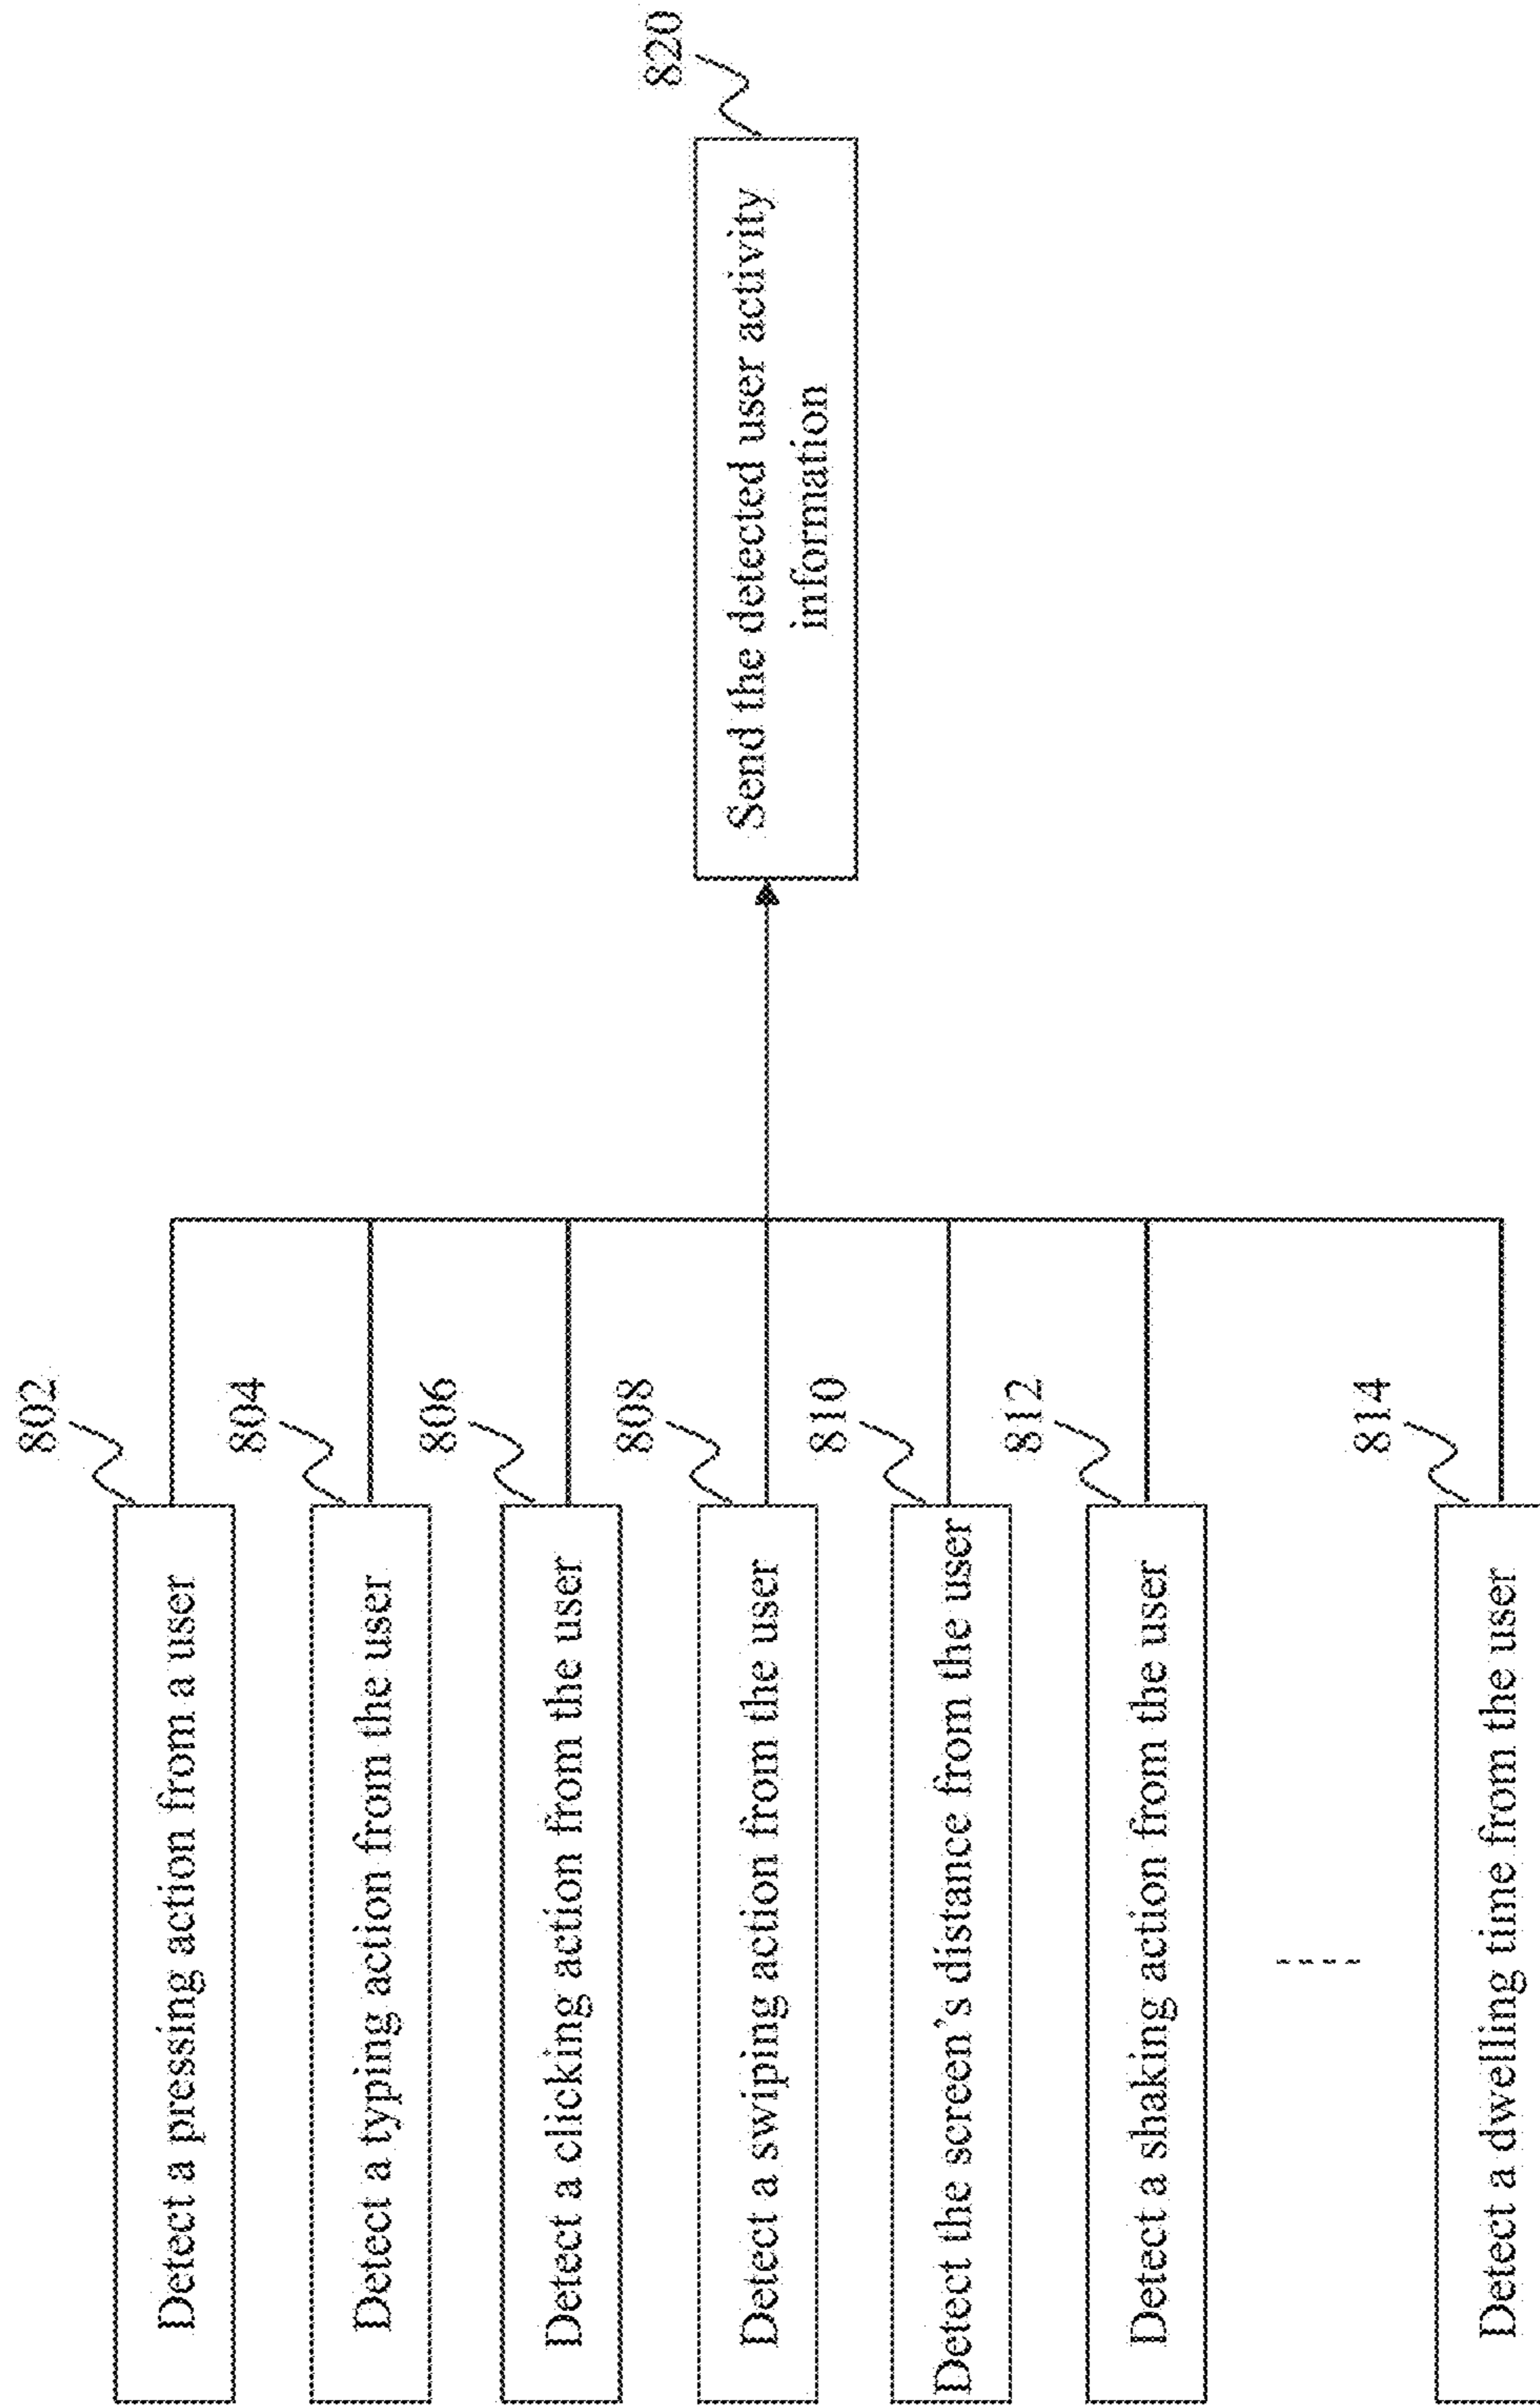 802
Detect a pressing action from a user
804
Detect a typing action from the user
806
Detect a clicking action from the user
808
Detect a swiping action from the user
810
Detect the screen's distance from the user
812
Detect a shaking action from the user
814
Detect a dwelling time from the user
820
Send the detected user activity
information